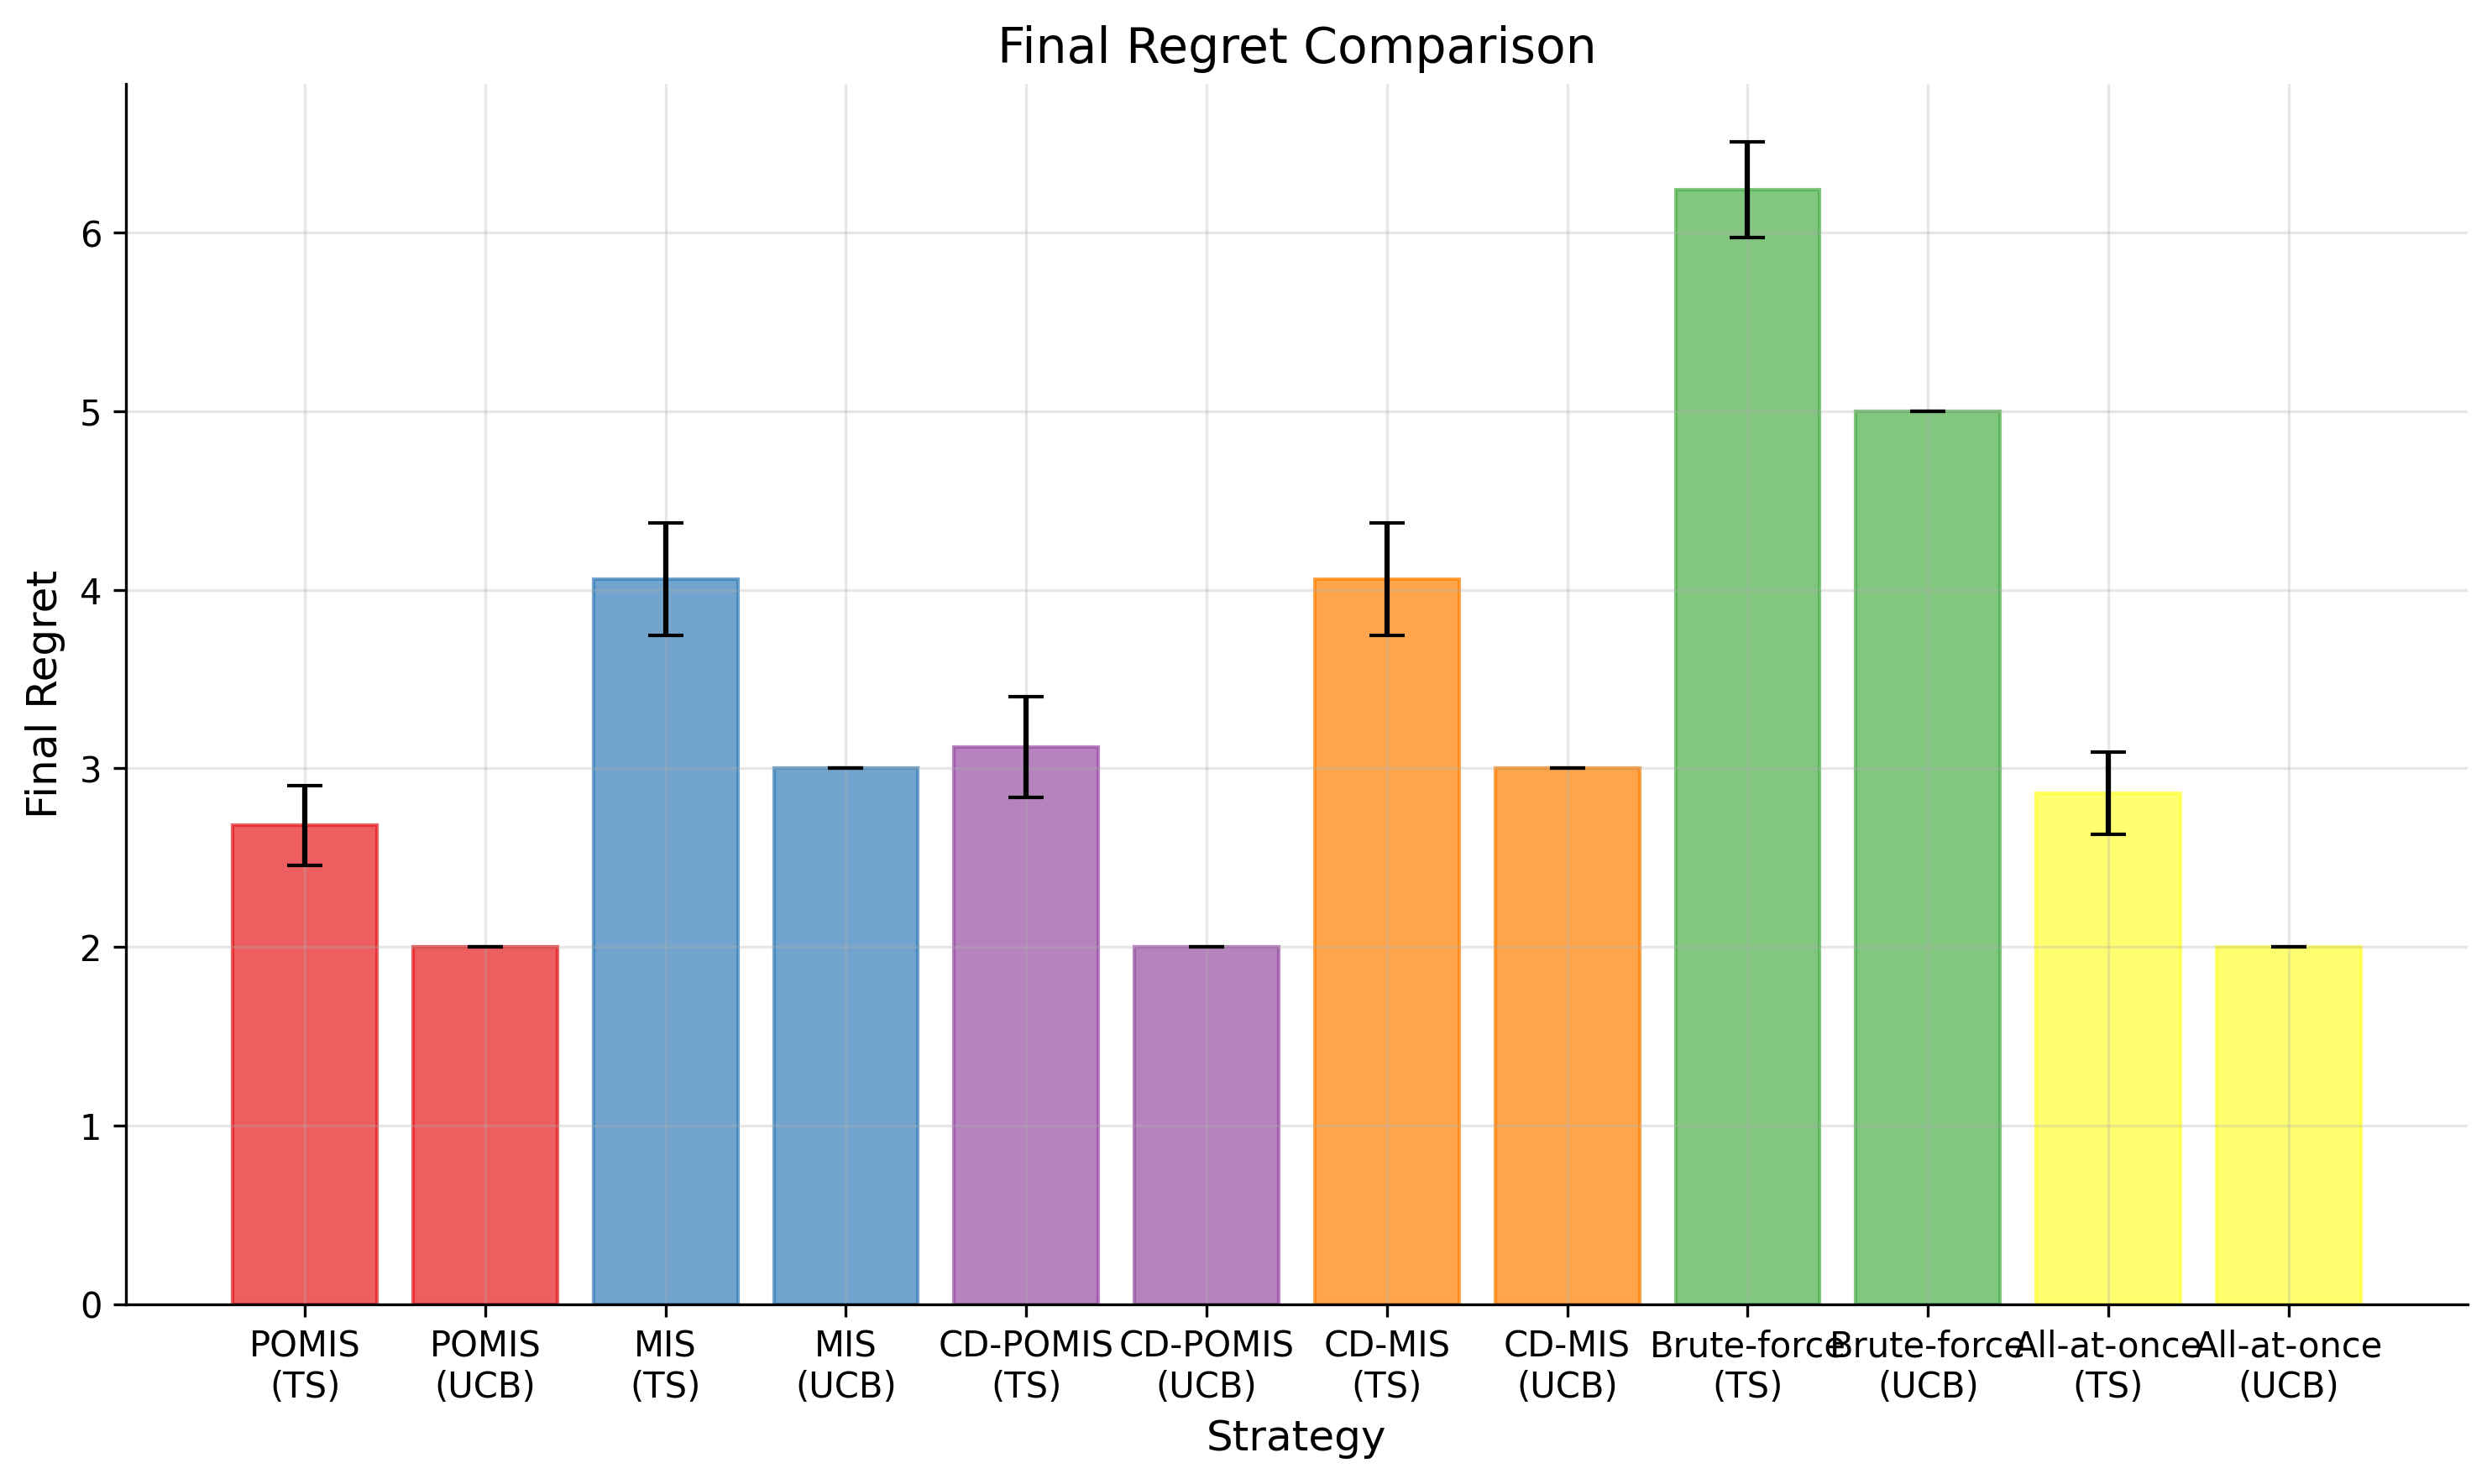 Final Regret Comparison
Final Regret
6
5
4
3
2
1
0
POMIS
(TS)
POMIS
(UCB)
MIS
(TS)
MIS
(UCB)
CD-POMIS
(TS)
CD-POMIS
(UCB)
CD-MIS
(TS)
CD-MIS
(UCB)
Brute-force
(TS)
Brute-force
(UCB)
All-at-once
(TS)
All-at-once
(UCB)
Strategy